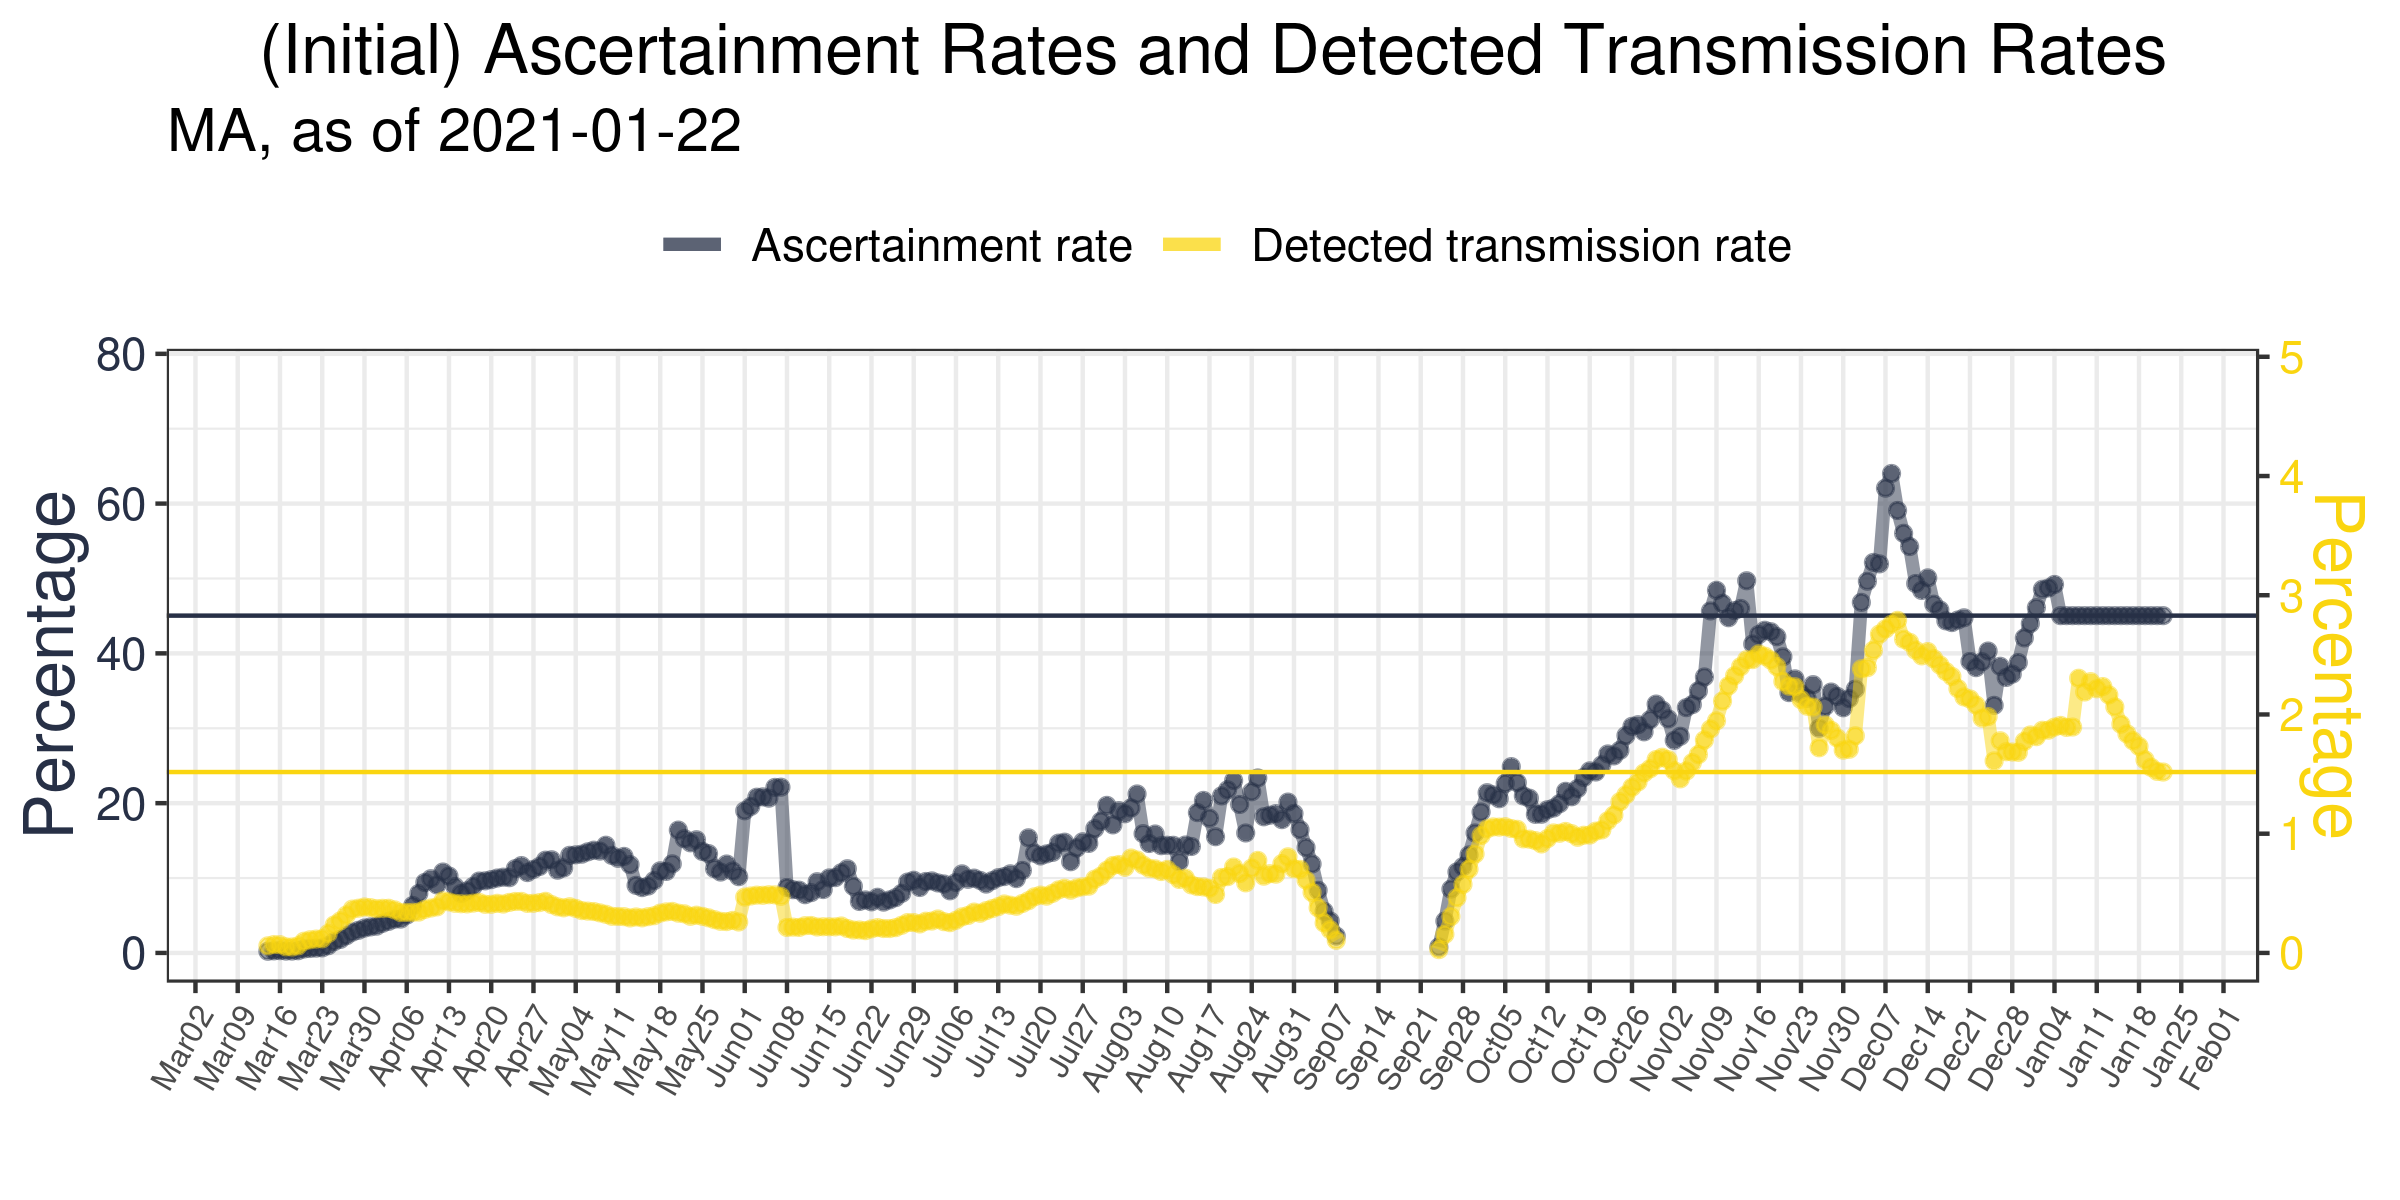 (Initial) Ascertainment Rates and Detected Transmission Rates
MA, as of 2021-01-22
Ascertainment rate
Detected transmission rate
Percentage
80
60
40
20
0
5
4
3
2
1
0
Percentage
Mar02
Mar09
Mar16
Mar23
Mar30
Apr06
Apr13
Apr20
Apr27
May04
May11
May18
May25
Jun01
Jun08
Jun15
Jun22
Jun29
Jul06
Jul13
Jul20
Jul27
Aug03
Aug10
Aug17
Aug24
Aug31
Sep07
Sep14
Sep21
Sep28
Oct05
Oct12
Oct19
Oct26
Nov02
Nov09
Nov16
Nov23
Nov30
Dec07
Dec14
Dec21
Dec28
Jan04
Jan11
Jan18
Jan25
Feb01